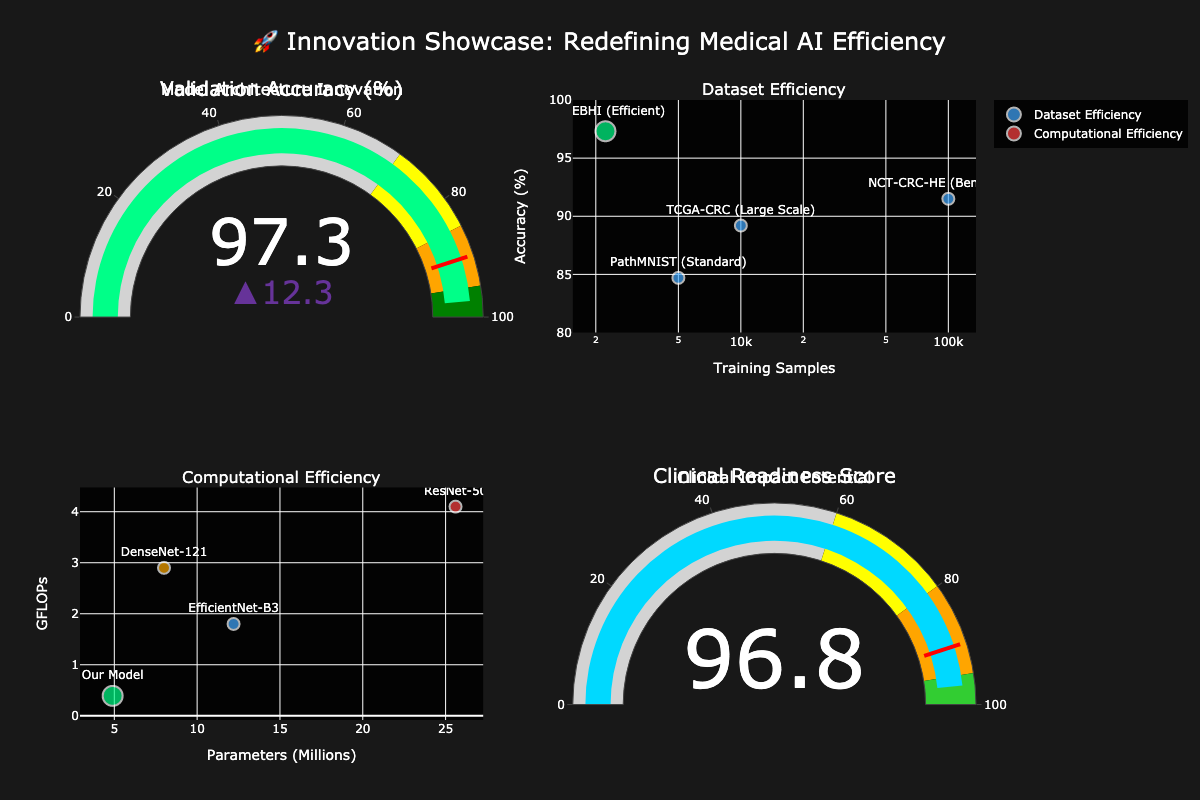 🚀 Innovation Showcase: Redefining Medical AI Efficiency
Validation Accuracy (%)
Model Architecture Innovation
0
20
40
60
80
100
97.3
▲12.3
Dataset Efficiency
Accuracy (%)
100
95
90
85
80
EBHI (Efficient)
NCT-CRC-HE (Ben
TCGA-CRC (Large Scale)
PathMNIST (Standard)
2
5
10k
2
5
100k
Training Samples
Dataset Efficiency
Computational Efficiency
Computational Efficiency
GFLOPs
4
3
2
1
0
ResNet-50
DenseNet-121
EfficientNet-B3
Our Model
5
10
15
20
25
Parameters (Millions)
Clinical Readiness Score
Clinical Impact Potential
0
20
40
60
80
100
96.8